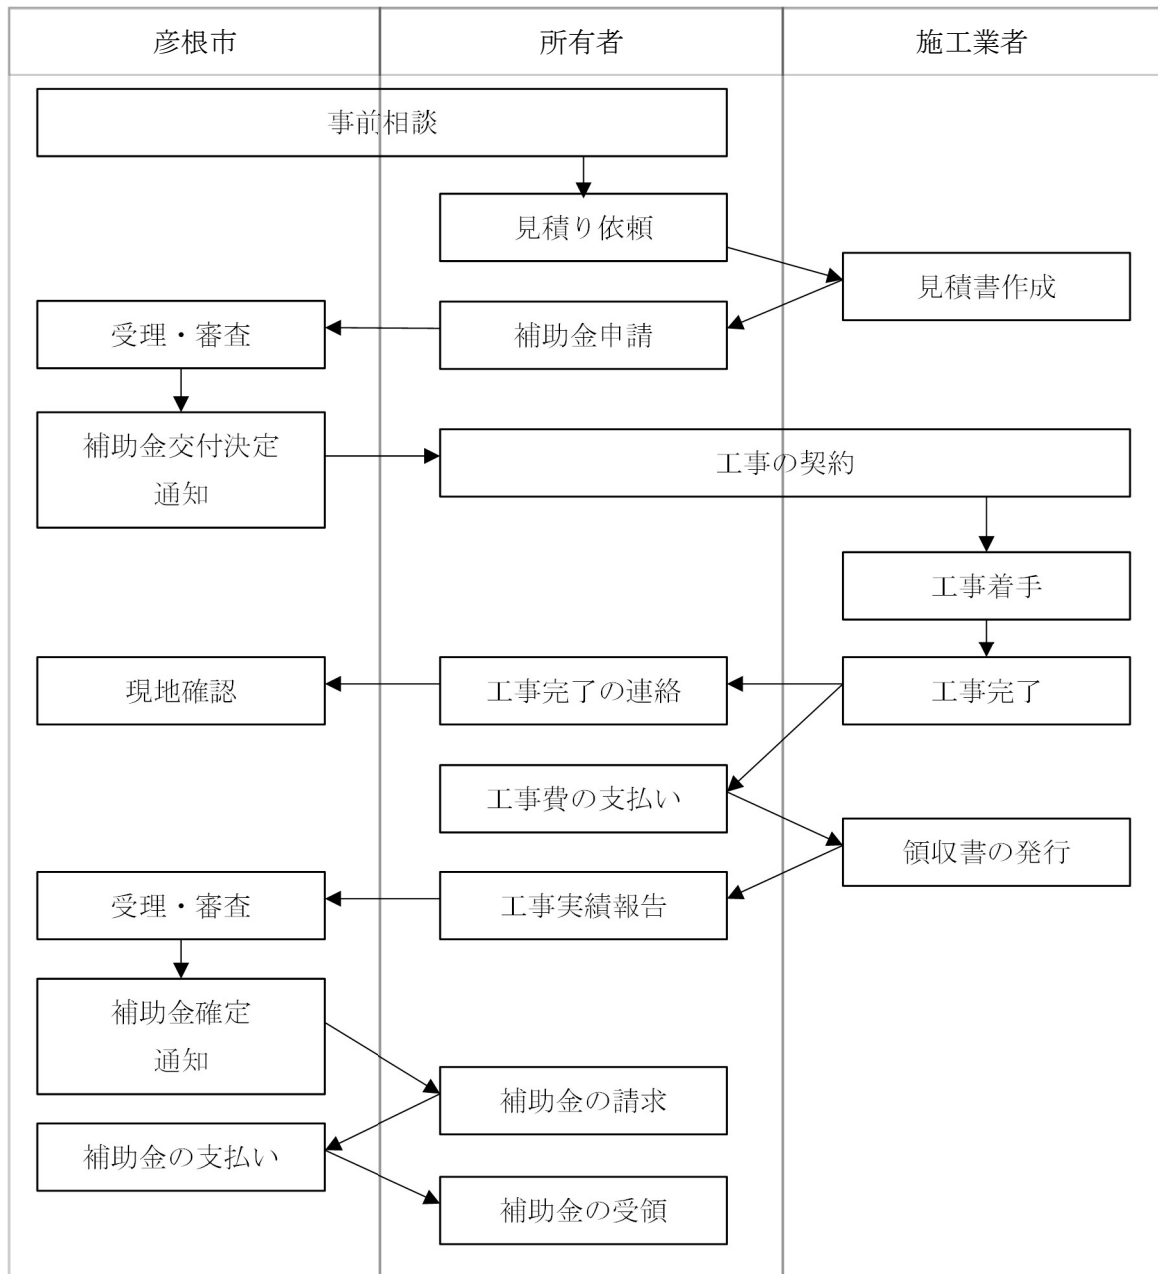 彦根市
所有者
施工業者
事前相談
見積り依頼
見積書作成
補助金申請
受理・審査
補助金交付決定
通知
工事の契約
工事着手
工事完了
工事完了の連絡
現地確認
工事費の支払い
領収書の発行
工事実績報告
受理・審査
補助金確定
通知
補助金の請求
補助金の支払い
補助金の受領